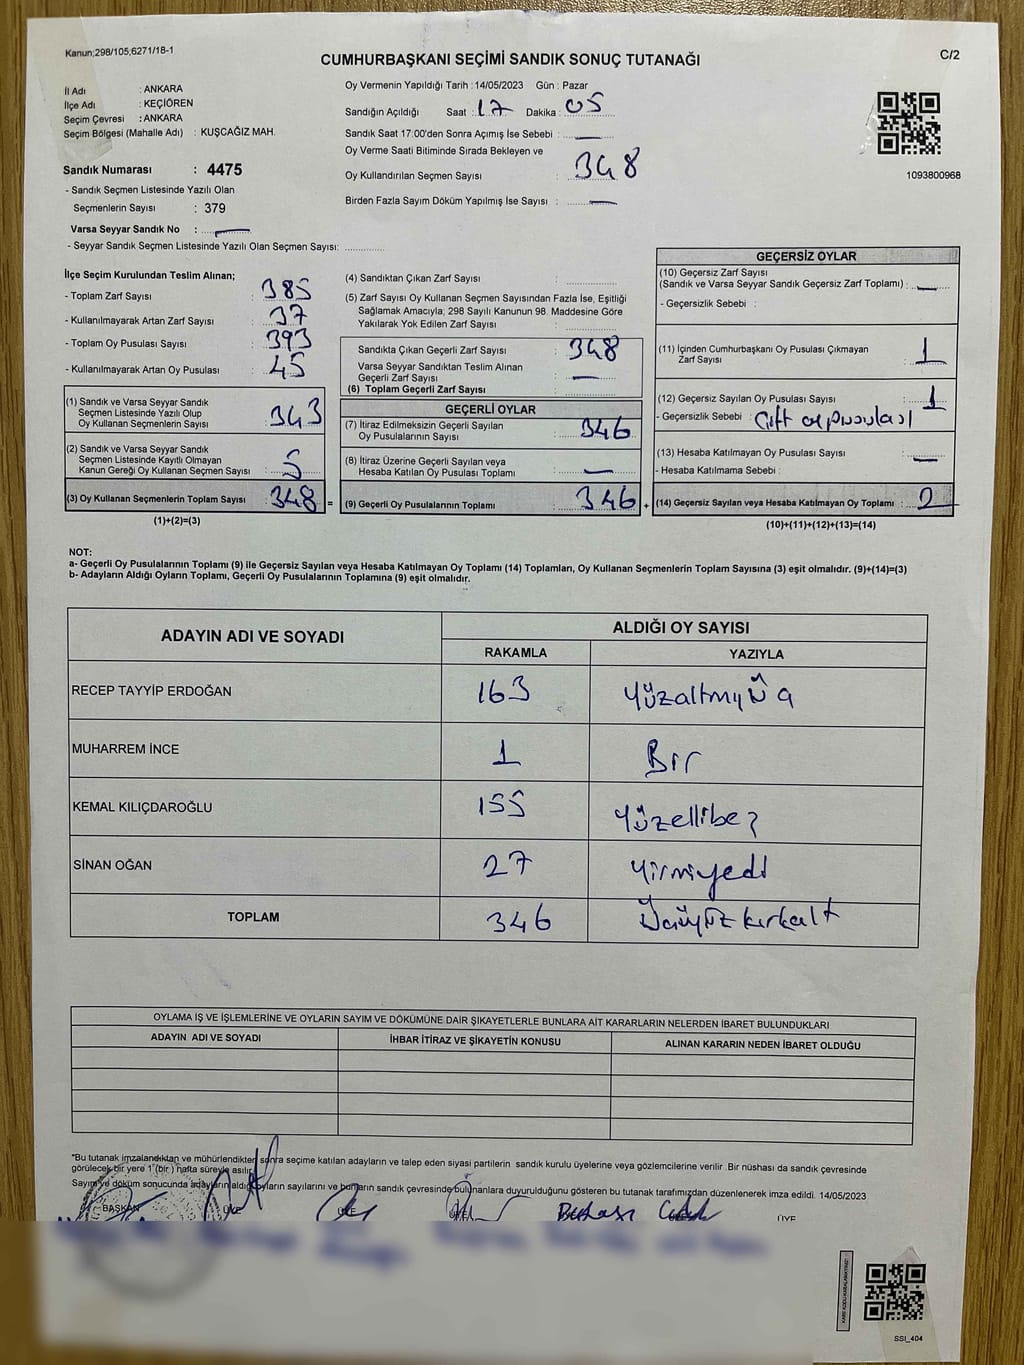 Kanun;298/105,6271/18-1
C/2
CUMHURBAŞKANI SEÇİMİ SANDIK SONUÇ TUTANAĞI
İl Adı : ANKARA
İlçe Adı : KEÇİÖREN
Seçim Çevresi : ANKARA
Seçim Bölgesi (Mahalle Adı) : KUŞCAĞIZ MAH.
Sandık Numarası : 4475
- Sandık Seçmen Listesinde Yazılı Olan
Seçmenlerin Sayısı : 379
Varsa Seyyar Sandık No : —
- Seyyar Sandık Seçmen Listesinde Yazılı Olan Seçmen Sayısı: ..............
Oy Vermenin Yapıldığı Tarih : 14/05/2023 Gün : Pazar
Sandığın Açıldığı Saat : 17 Dakika : 05
Sandık Saat 17:00'den Sonra Açımış İse Sebebi : —
Oy Verme Saati Bitiminde Sırada Bekleyen ve
Oy Kullandırılan Seçmen Sayısı : 348
Birden Fazla Sayım Döküm Yapılmış İse Sayısı : —
1093800968
İlçe Seçim Kurulundan Teslim Alınan;
- Toplam Zarf Sayısı : 385
- Kullanılmayarak Artan Zarf Sayısı : 37
- Toplam Oy Pusulası Sayısı : 393
- Kullanılmayarak Artan Oy Pusulası : 45
(1) Sandık ve Varsa Seyyar Sandık
Seçmen Listesinde Yazılı Olup
Oy Kullanan Seçmenlerin Sayısı : 343
(2) Sandık ve Varsa Seyyar Sandık
Seçmen Listesinde Kayıtlı Olmayan
Kanun Gereği Oy Kullanan Seçmen Sayısı : 5
(3) Oy Kullanan Seçmenlerin Toplam Sayısı : 348 =
(1)+(2)=(3)
(4) Sandıktan Çıkan Zarf Sayısı : ..............
(5) Zarf Sayısı Oy Kullanan Seçmen Sayısından Fazla İse, Eşitliği
Sağlamak Amacıyla; 298 Sayılı Kanunun 98. Maddesine Göre
Yakılarak Yok Edilen Zarf Sayısı : ..............
Sandıkta Çıkan Geçerli Zarf Sayısı : 348
Varsa Seyyar Sandıktan Teslim Alınan
Geçerli Zarf Sayısı : —
(6) Toplam Geçerli Zarf Sayısı
GEÇERLİ OYLAR
(7) İtiraz Edilmeksizin Geçerli Sayılan
Oy Pusulalarının Sayısı : 346
(8) İtiraz Üzerine Geçerli Sayılan veya
Hesaba Katılan Oy Pusulası Toplamı : —
(9) Geçerli Oy Pusulalarının Toplamı : 346 +
GEÇERSİZ OYLAR
(10) Geçersiz Zarf Sayısı
(Sandık ve Varsa Seyyar Sandık Geçersiz Zarf Toplamı) : —
- Geçersizlik Sebebi :
(11) İçinden Cumhurbaşkanı Oy Pusulası Çıkmayan
Zarf Sayısı : 1
(12) Geçersiz Sayılan Oy Pusulası Sayısı : 1
- Geçersizlik Sebebi : Çift oy pusulası
(13) Hesaba Katılmayan Oy Pusulası Sayısı : —
- Hesaba Katılmama Sebebi :
(14) Geçersiz Sayılan veya Hesaba Katılmayan Oy Toplamı : 2
(10)+(11)+(12)+(13)=(14)
NOT:
a- Geçerli Oy Pusulalarının Toplamı (9) ile Geçersiz Sayılan veya Hesaba Katılmayan Oy Toplamı (14) Toplamları, Oy Kullanan Seçmenlerin Toplam Sayısına (3) eşit olmalıdır. (9)+(14)=(3)
b- Adayların Aldığı Oyların Toplamı, Geçerli Oy Pusulalarının Toplamına (9) eşit olmalıdır.
ADAYIN ADI VE SOYADI
ALDIĞI OY SAYISI
RAKAMLA YAZIYLA
RECEP TAYYİP ERDOĞAN 163
MUHARREM İNCE 1 Bir
KEMAL KILIÇDAROĞLU 155 Yüzellibeş
SİNAN OĞAN 27 Yirmiyedi
TOPLAM 346 Üçyüzkırkaltı
OYLAMA İŞ VE İŞLEMLERİNE VE OYLARIN SAYIM VE DÖKÜMÜNE DAİR ŞİKAYETLERLE BUNLARA AİT KARARLARIN NELERDEN İBARET BULUNDUKLARI
ADAYIN ADI VE SOYADI İHBAR İTİRAZ VE ŞİKAYETİN KONUSU ALINAN KARARIN NEDEN İBARET OLDUĞU
"Bu tutanak imzalandıktan ve mühürlendikten sonra seçime katılan adayların ve talep eden siyasi partilerin sandık kurulu üyelerine veya gözlemcilerine verilir .Bir nüshası da sandık çevresinde
görülecek bir yere 1 (bir ) hafta süreyle asılır.
Sayım ve döküm sonucunda adayların aldığı oyların sayılarını ve bunların sandık çevresinde bulunanlara duyurulduğunu gösteren bu tutanak tarafımızdan düzenlenerek imza edildi. 14/05/2023
BAŞKAN ÜYE ÜYE ÜYE ÜYE
SSI_404